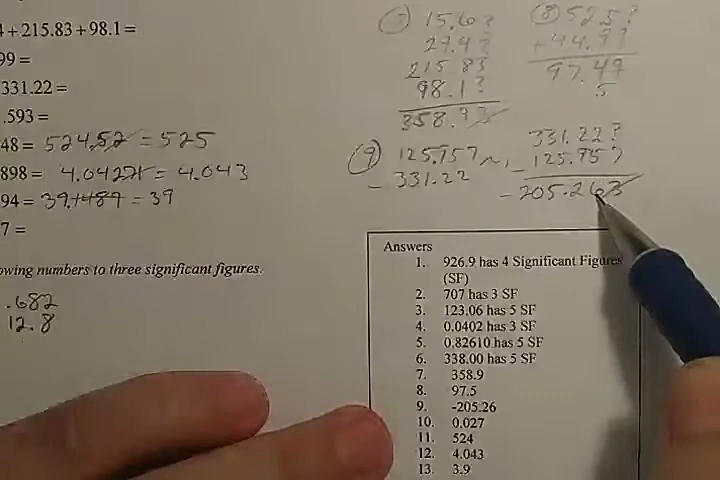 4 + 215.83 + 98.1 =
99 =
331.22 =
.593 =
48 = 524.52 = 525
898 = 4.04271 = 4.043
94 = 39.1489 = 39
7 =
owing numbers to three significant figures.
.682
12.8
7 15.6?
29.4?
215 83
98.1?
358.93
8 525?
+44.9?
97.49
5
9 125.757
- 331.22
331.22?
- 125.757
- 205.263
Answers
1. 926.9 has 4 Significant Figures
(SF)
2. 707 has 3 SF
3. 123.06 has 5 SF
4. 0.0402 has 3 SF
5. 0.82610 has 5 SF
6. 338.00 has 5 SF
7. 358.9
8. 97.5
9. -205.26
10. 0.027
11. 524
12. 4.043
13. 3.9